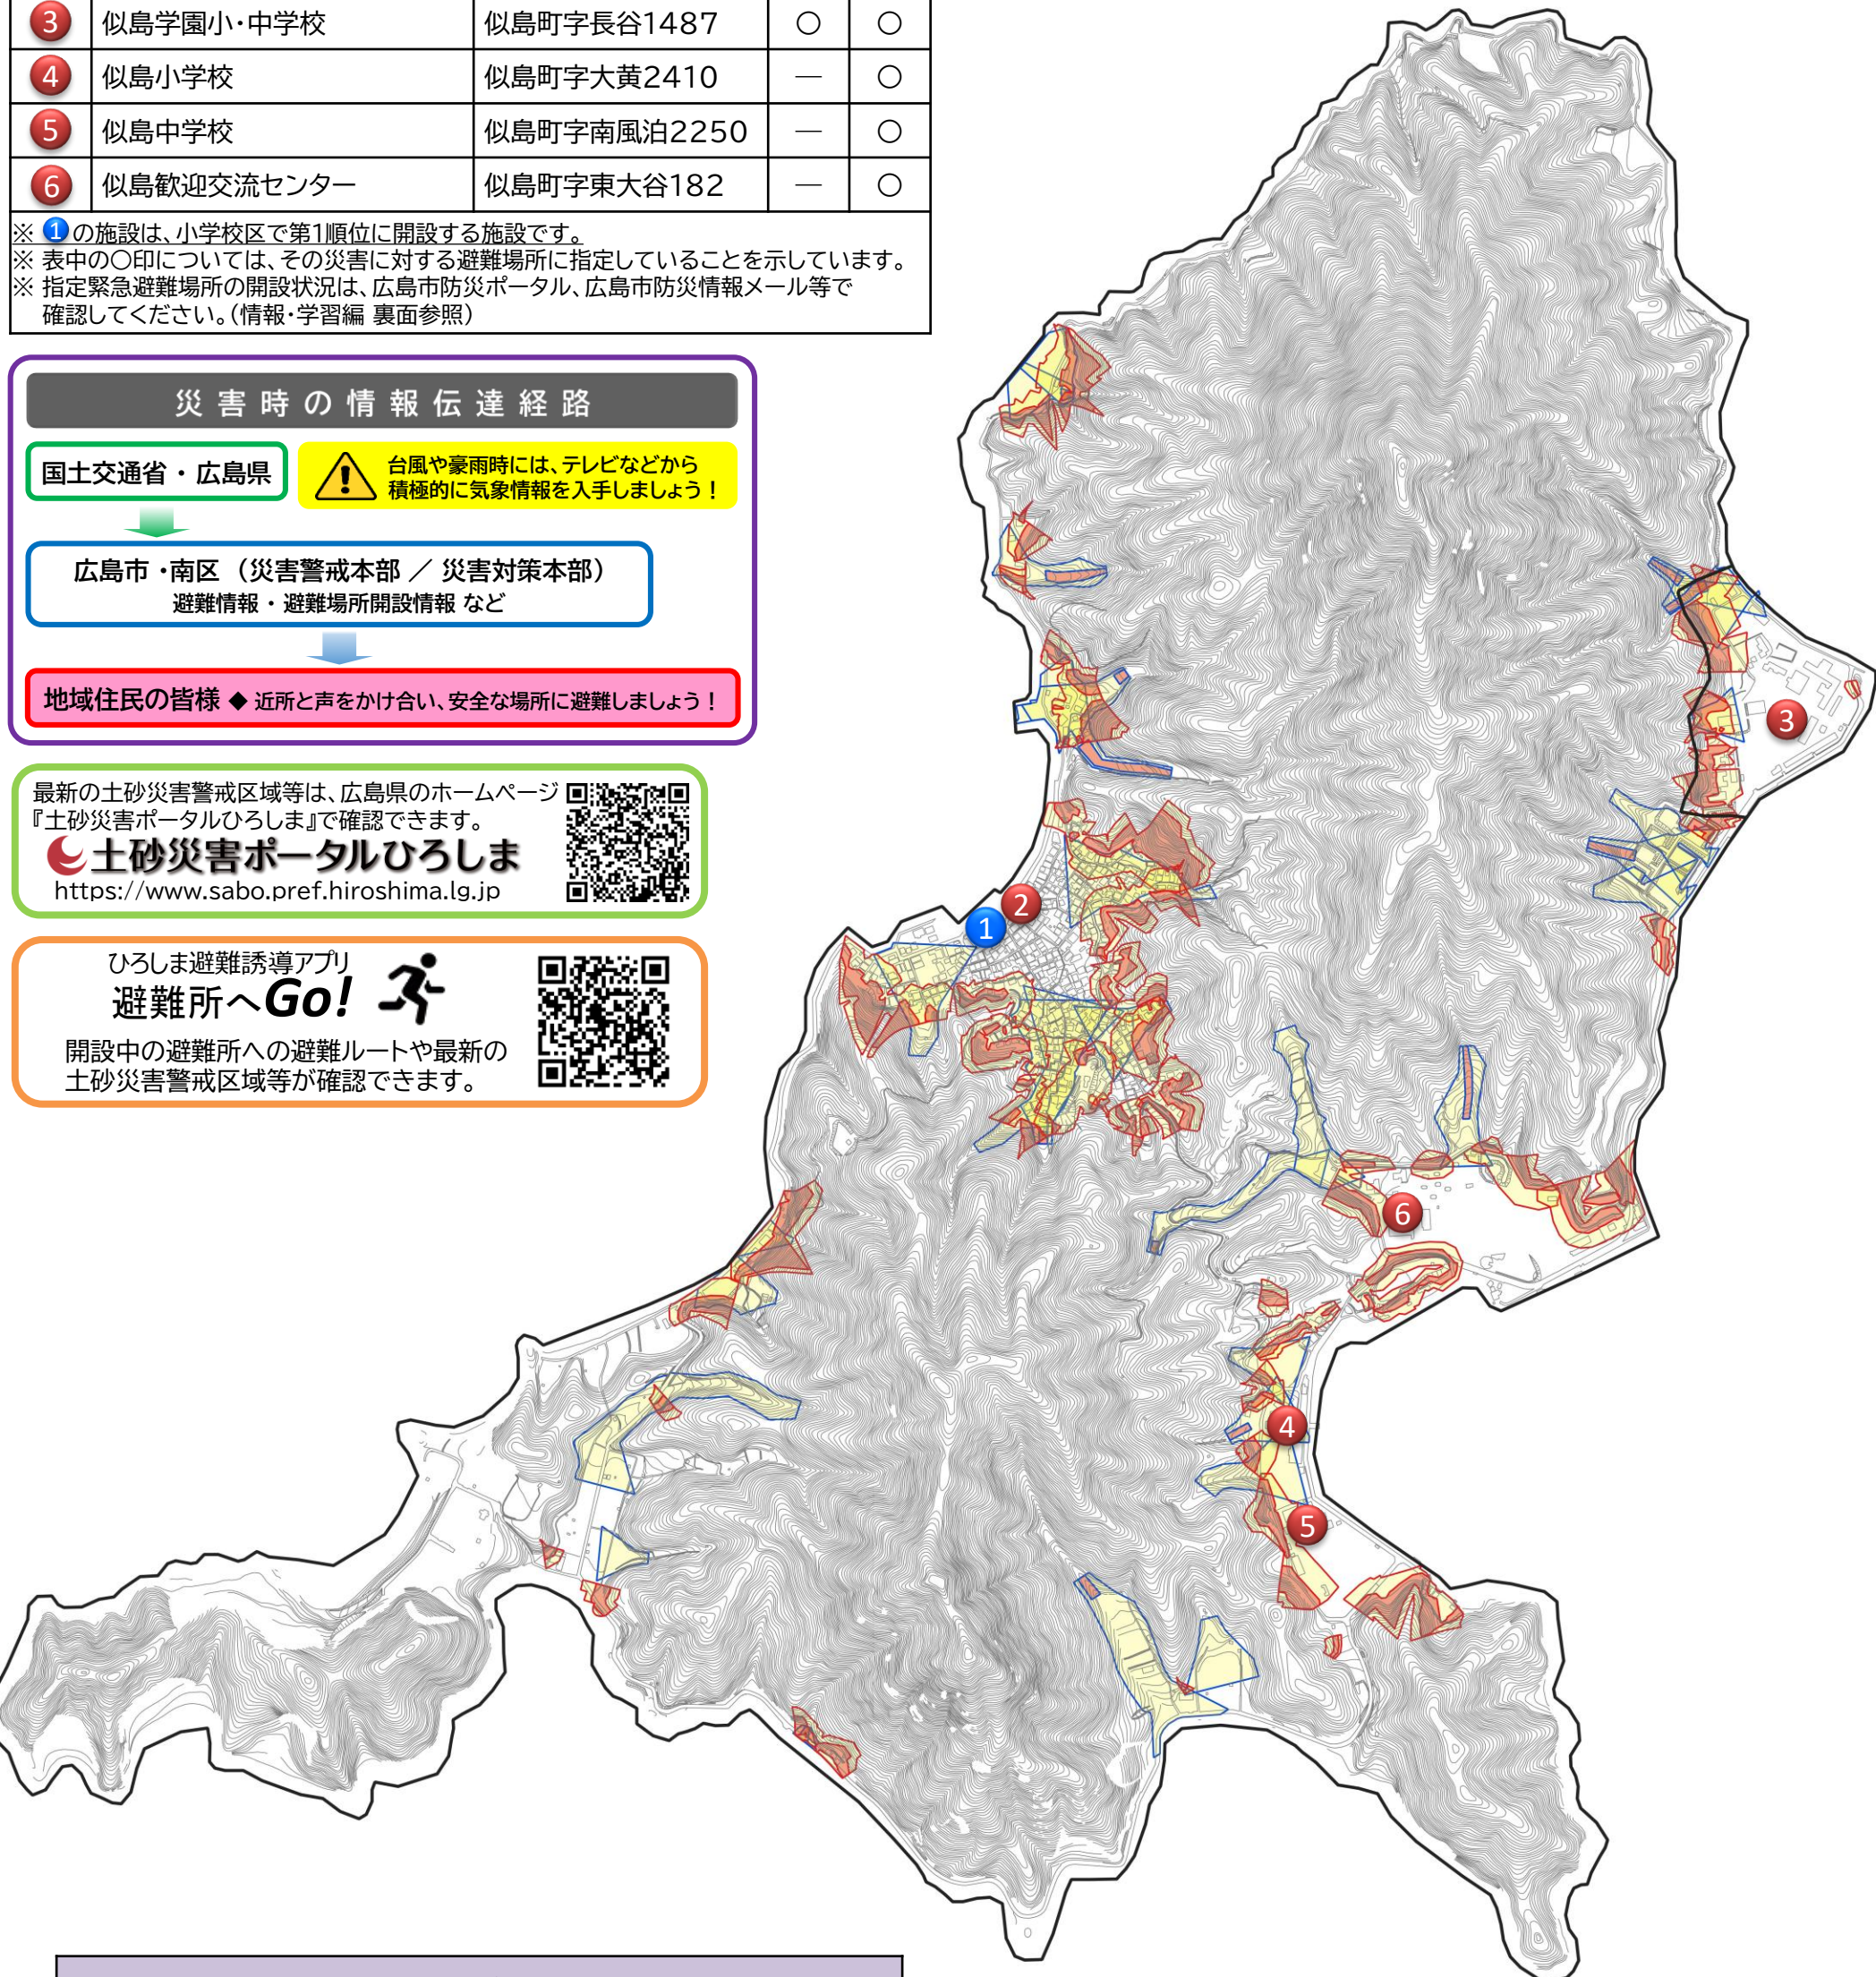 3 似島学園小・中学校 似島町字長谷1487 ○ ○
4 似島小学校 似島町字大黄2410 ― ○
5 似島中学校 似島町字南風泊2250 ― ○
6 似島歓迎交流センター 似島町字東大谷182 ― ○
※ 1の施設は、小学校区で第1順位に開設する施設です。
※ 表中の○印については、その災害に対する避難場所に指定していることを示しています。
※ 指定緊急避難場所の開設状況は、広島市防災ポータル、広島市防災情報メール等で
確認してください。(情報・学習編 裏面参照)
災害時の情報伝達経路
国土交通省・広島県
台風や豪雨時には、テレビなどから
積極的に気象情報を入手しましょう！
広島市・南区（災害警戒本部／災害対策本部）
避難情報・避難場所開設情報 など
地域住民の皆様 ◆ 近所と声をかけ合い、安全な場所に避難しましょう！
最新の土砂災害警戒区域等は、広島県のホームページ
『土砂災害ポータルひろしま』で確認できます。
土砂災害ポータルひろしま
https://www.sabo.pref.hiroshima.lg.jp
ひろしま避難誘導アプリ
避難所へGo!
開設中の避難所への避難ルートや最新の
土砂災害警戒区域等が確認できます。
3
2
1
6
4
5